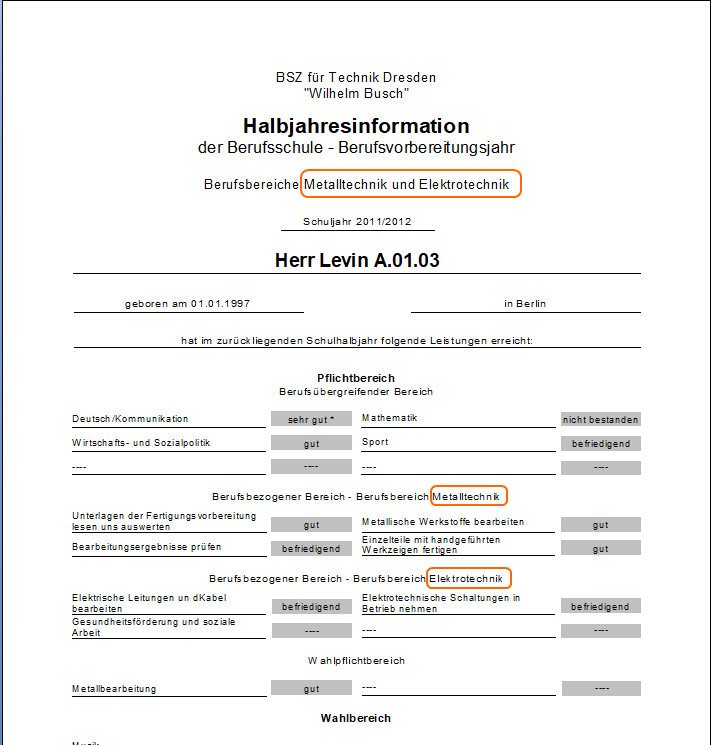 BSZ für Technik Dresden
"Wilhelm Busch"
Halbjahresinformation
der Berufsschule - Berufsvorbereitungsjahr
Berufsbereiche Metalltechnik und Elektrotechnik
Schuljahr 2011/2012
Herr Levin A.01.03
geboren am 01.01.1997 in Berlin
hat im zurückliegenden Schulhalbjahr folgende Leistungen erreicht:
Pflichtbereich
Berufsübergreifender Bereich
Deutsch/Kommunikation sehr gut * Mathematik nicht bestanden
Wirtschafts- und Sozialpolitik gut Sport befriedigend
---- ---- ---- ----
Berufsbezogener Bereich - Berufsbereich Metalltechnik
Unterlagen der Fertigungsvorbereitung
lesen uns auswerten gut Metallische Werkstoffe bearbeiten gut
Bearbeitungsergebnisse prüfen befriedigend Einzelteile mit handgeführten
Werkzeigen fertigen gut
Berufsbezogener Bereich - Berufsbereich Elektrotechnik
Elektrische Leitungen un dKabel
bearbeiten befriedigend Elektrotechnische Schaltungen in
Betrieb nehmen befriedigend
Gesundheitsförderung und soziale
Arbeit ---- ---- ----
Wahlpflichtbereich
Metallbearbeitung gut ---- ----
Wahlbereich